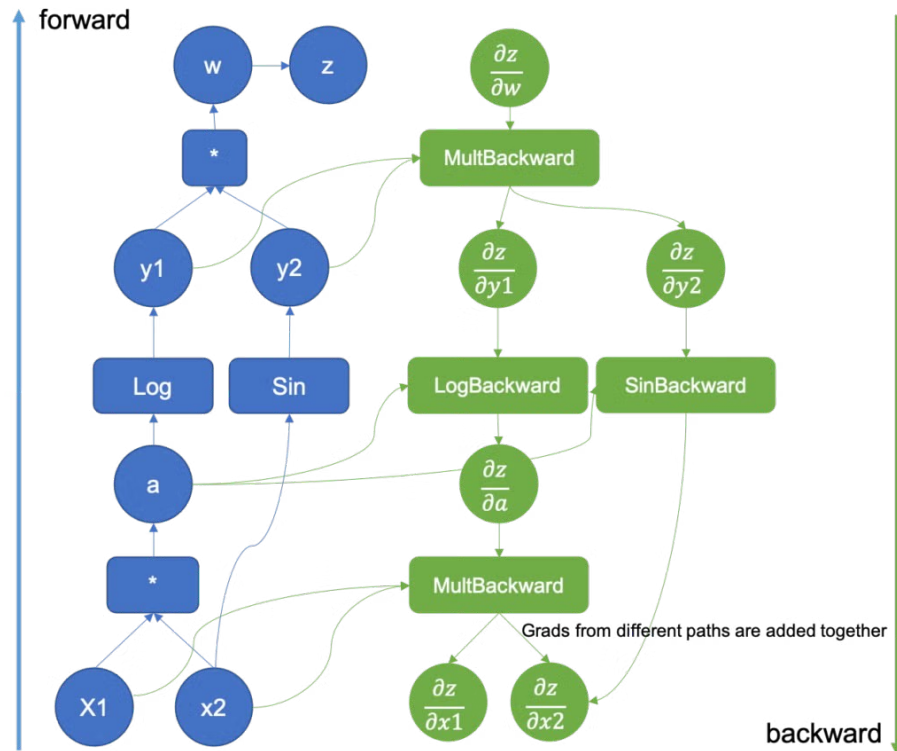 forward
w
z
∂z
∂w
*
MultBackward
y1
y2
∂z
∂y1
∂z
∂y2
Log
Sin
LogBackward
SinBackward
a
∂z
∂a
*
MultBackward
Grads from different paths are added together
X1
x2
∂z
∂x1
∂z
∂x2
backward